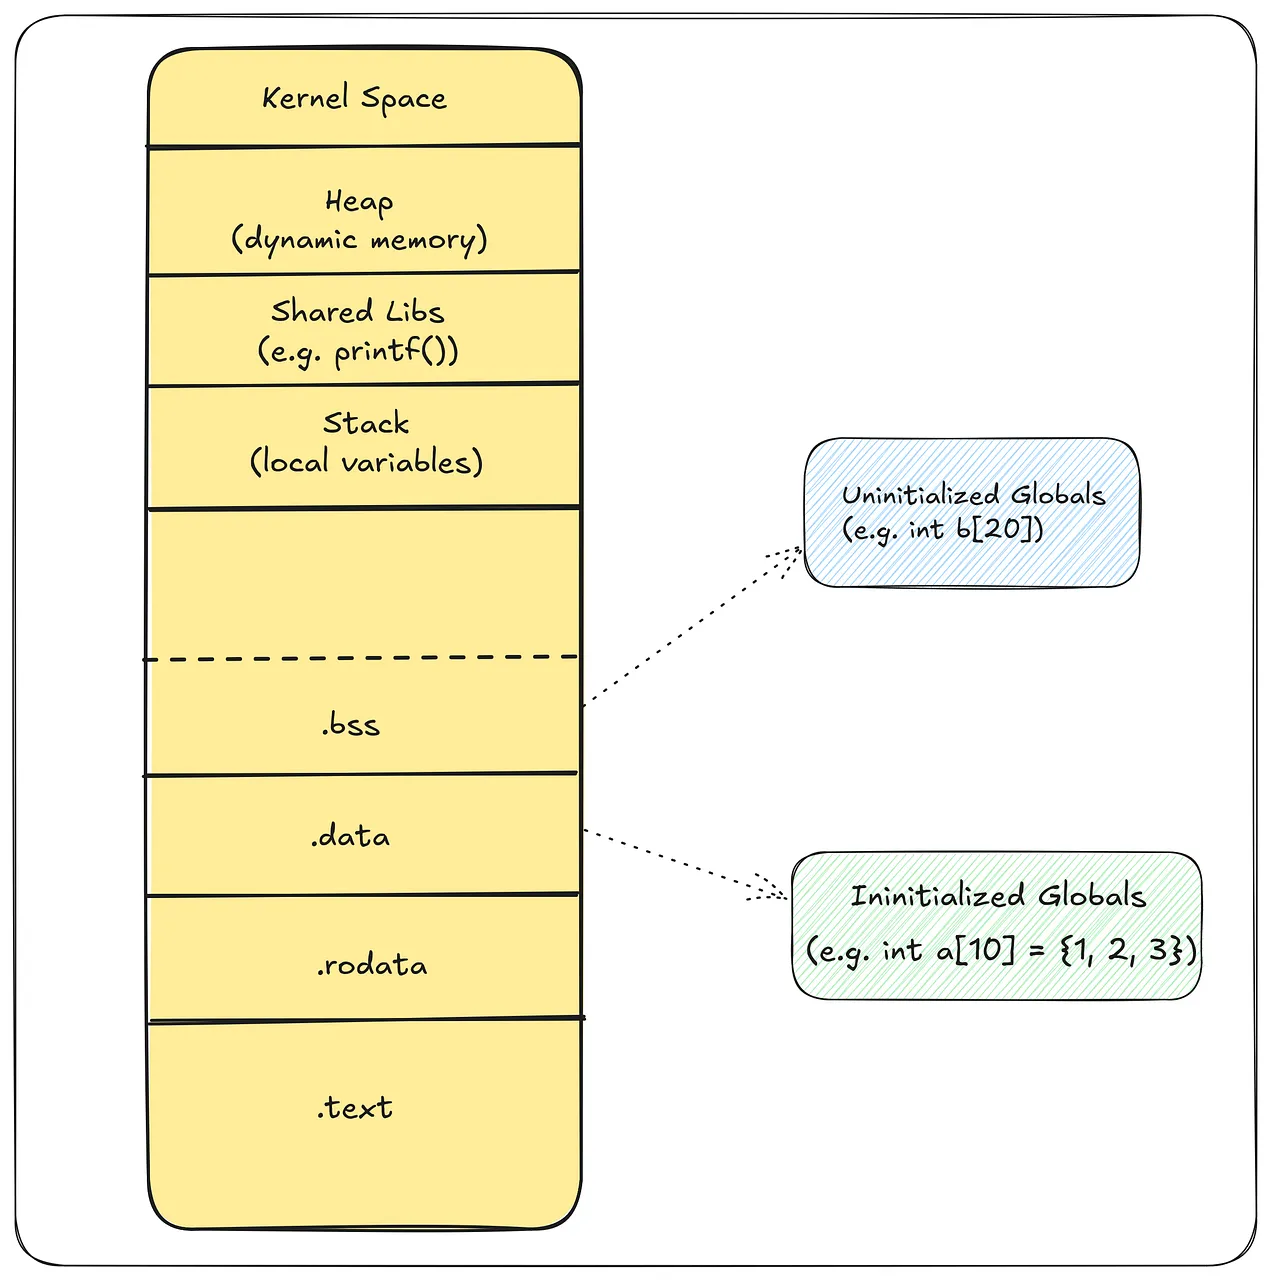 Kernel Space
Heap
(dynamic memory)
Shared Libs
(e.g. printf())
Stack
(local variables)
Uninitialized Globals
(e.g. int b[20])
.bss
.data
Ininitialized Globals
(e.g. int a[10] = {1, 2, 3})
.rodata
.text